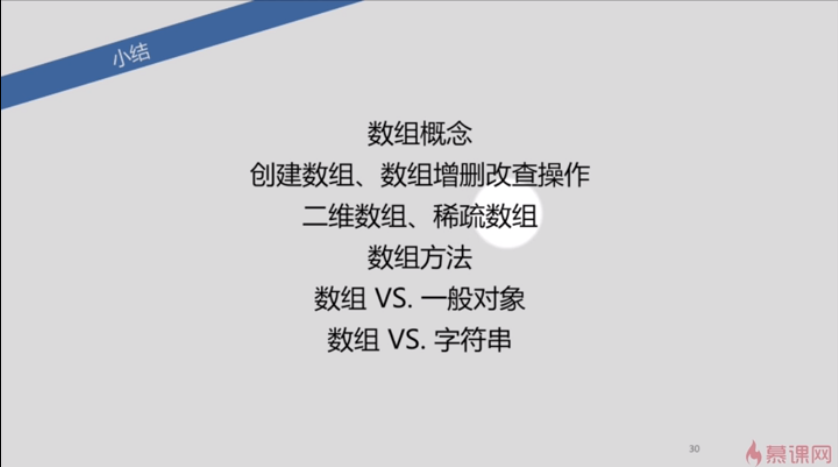 小结
数组概念
创建数组、数组增删改查操作
二维数组、稀疏数组
数组方法
数组 VS. 一般对象
数组 VS. 字符串
30
慕课网